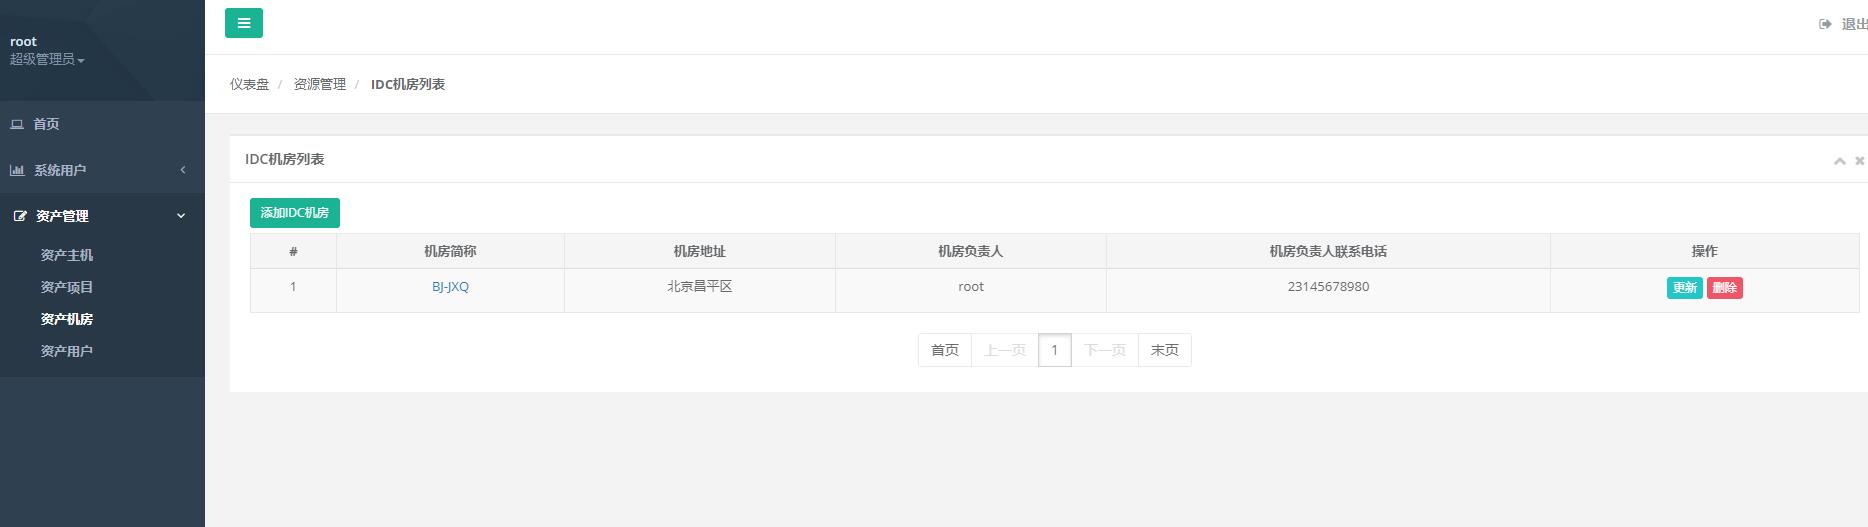 root
超级管理员
首页
系统用户
资产管理
资产主机
资产项目
资产机房
资产用户
退出
仪表盘 / 资源管理 / IDC机房列表
IDC机房列表
添加IDC机房
# 机房简称 机房地址 机房负责人 机房负责人联系电话 操作
1 BJ-JXQ 北京昌平区 root 23145678980 更新 删除
首页 上一页 1 下一页 末页